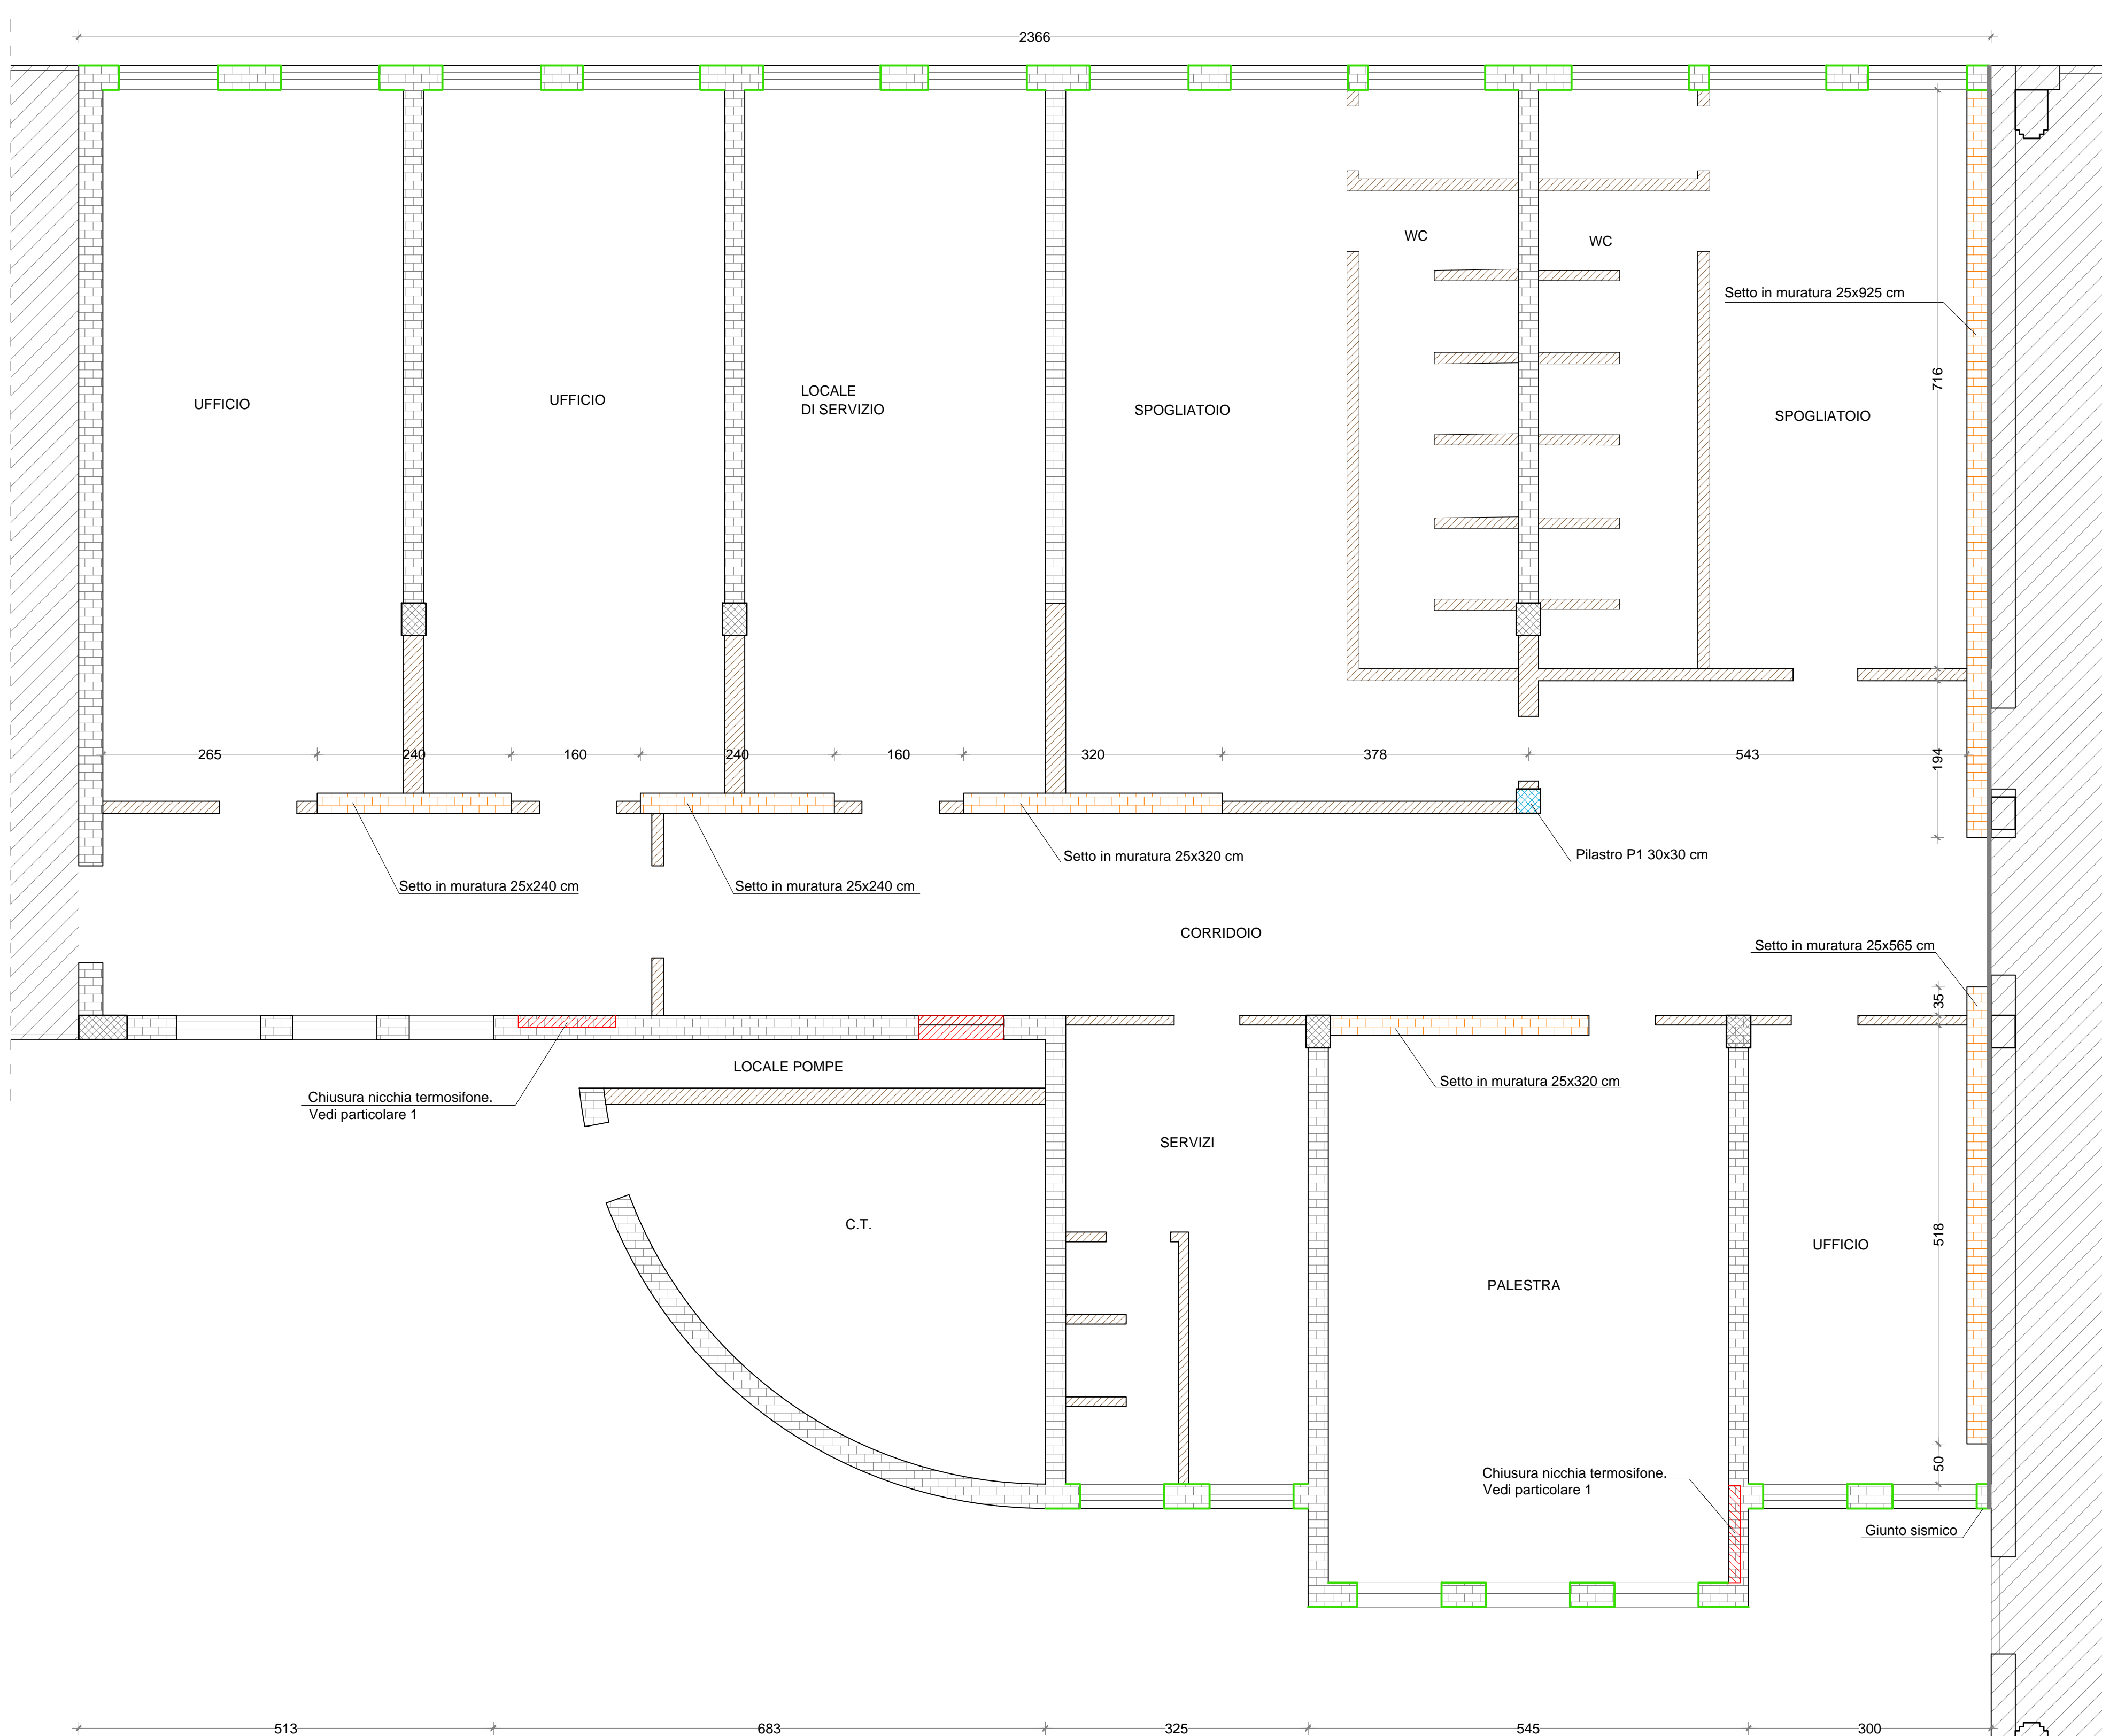 2366
WC
WC
Setto in muratura 25x925 cm
716
UFFICIO
UFFICIO
LOCALE
DI SERVIZIO
SPOGLIATOIO
SPOGLIATOIO
265
240
160
240
160
320
378
543
194
Setto in muratura 25x240 cm
Setto in muratura 25x240 cm
Setto in muratura 25x320 cm
Pilastro P1 30x30 cm
CORRIDOIO
Setto in muratura 25x565 cm
35
LOCALE POMPE
Chiusura nicchia termosifone.
Vedi particolare 1
Setto in muratura 25x320 cm
SERVIZI
C.T.
518
UFFICIO
PALESTRA
Chiusura nicchia termosifone.
Vedi particolare 1
50
Giunto sismico
513
683
325
545
300